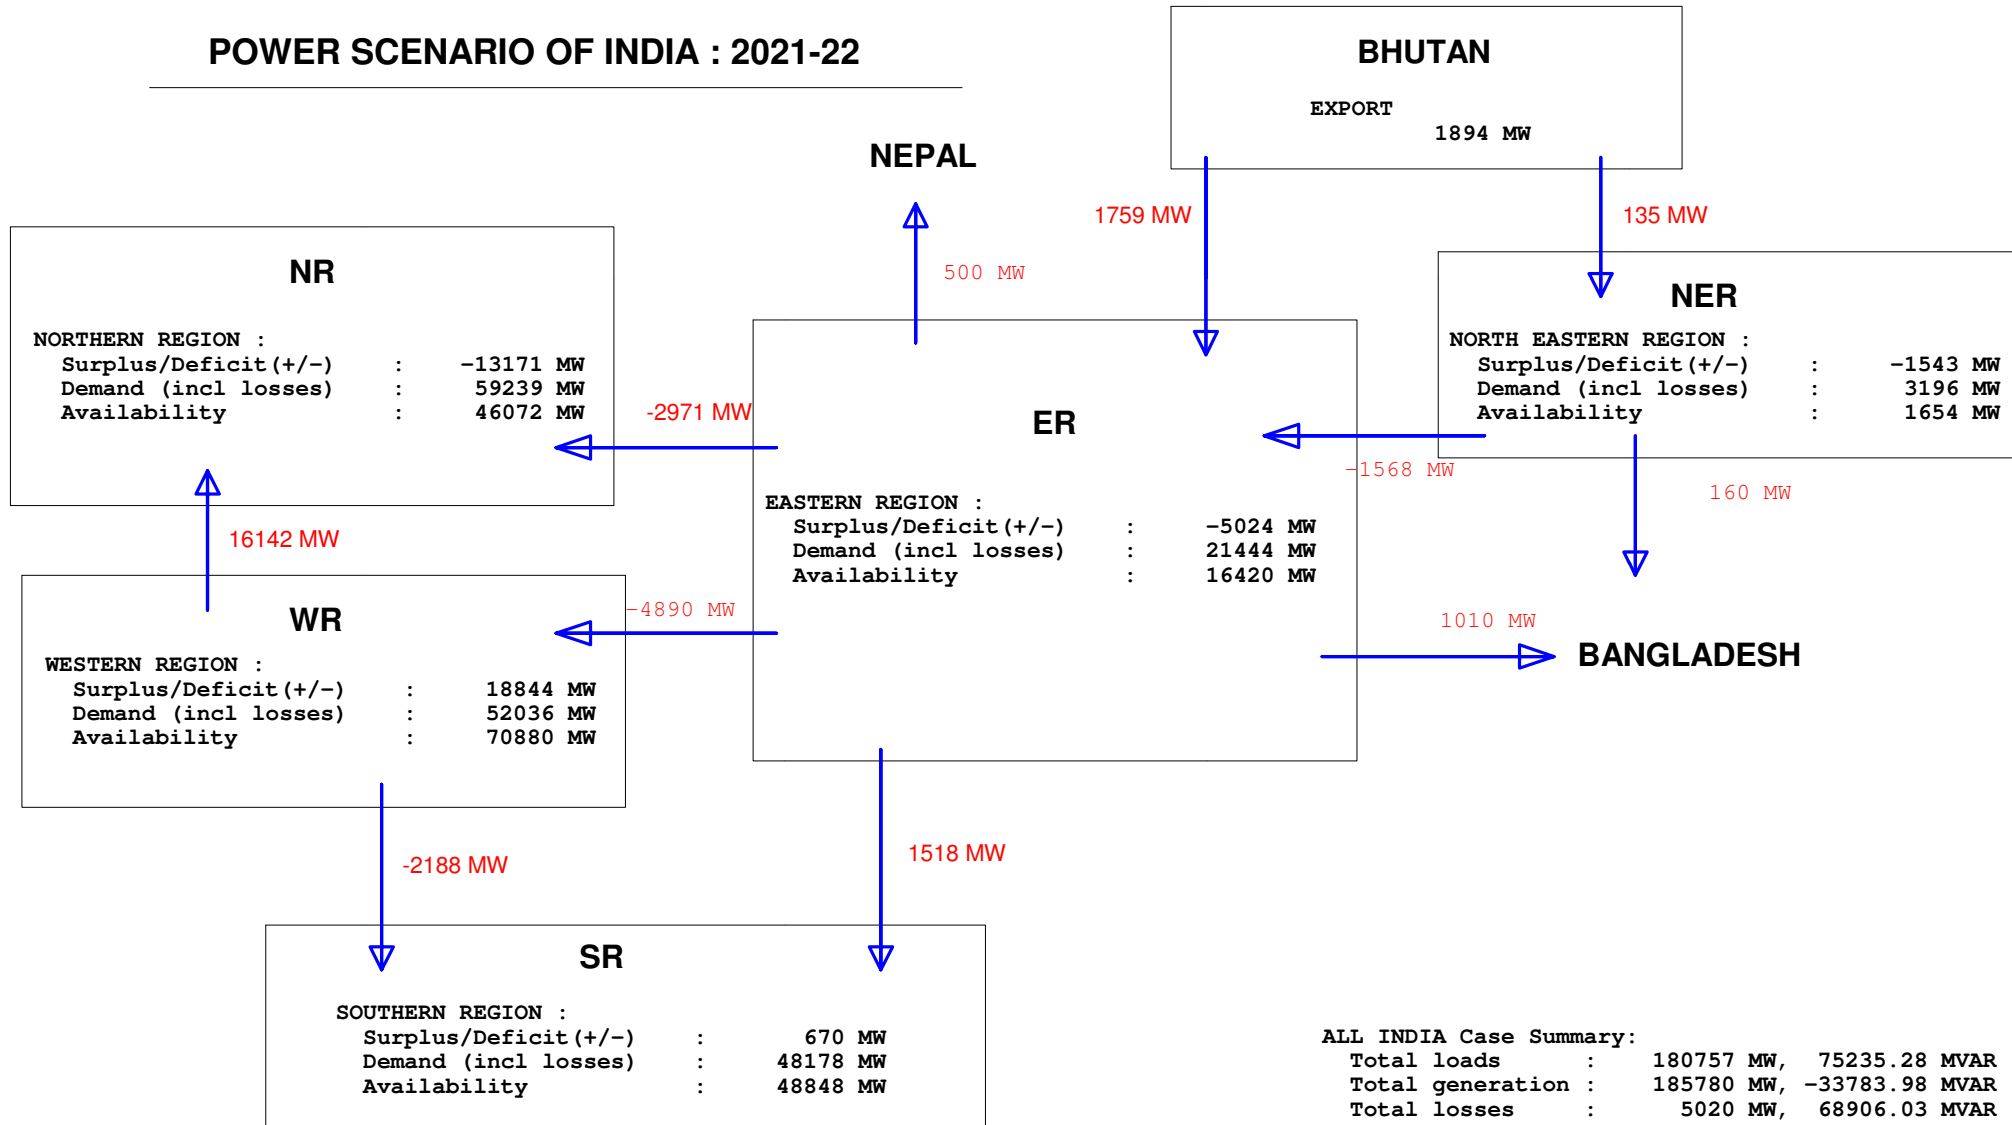 POWER SCENARIO OF INDIA : 2021-22
BHUTAN
EXPORT
1894 MW
NEPAL
1759 MW
135 MW
500 MW
NR
NORTHERN REGION :
Surplus/Deficit(+/-) : -13171 MW
Demand (incl losses) : 59239 MW
Availability : 46072 MW
NER
NORTH EASTERN REGION :
Surplus/Deficit(+/-) : -1543 MW
Demand (incl losses) : 3196 MW
Availability : 1654 MW
-2971 MW
ER
EASTERN REGION :
Surplus/Deficit(+/-) : -5024 MW
Demand (incl losses) : 21444 MW
Availability : 16420 MW
-1568 MW
160 MW
16142 MW
-4890 MW
1010 MW
BANGLADESH
WR
WESTERN REGION :
Surplus/Deficit(+/-) : 18844 MW
Demand (incl losses) : 52036 MW
Availability : 70880 MW
-2188 MW
1518 MW
SR
SOUTHERN REGION :
Surplus/Deficit(+/-) : 670 MW
Demand (incl losses) : 48178 MW
Availability : 48848 MW
ALL INDIA Case Summary:
Total loads : 180757 MW, 75235.28 MVAR
Total generation : 185780 MW, -33783.98 MVAR
Total losses : 5020 MW, 68906.03 MVAR